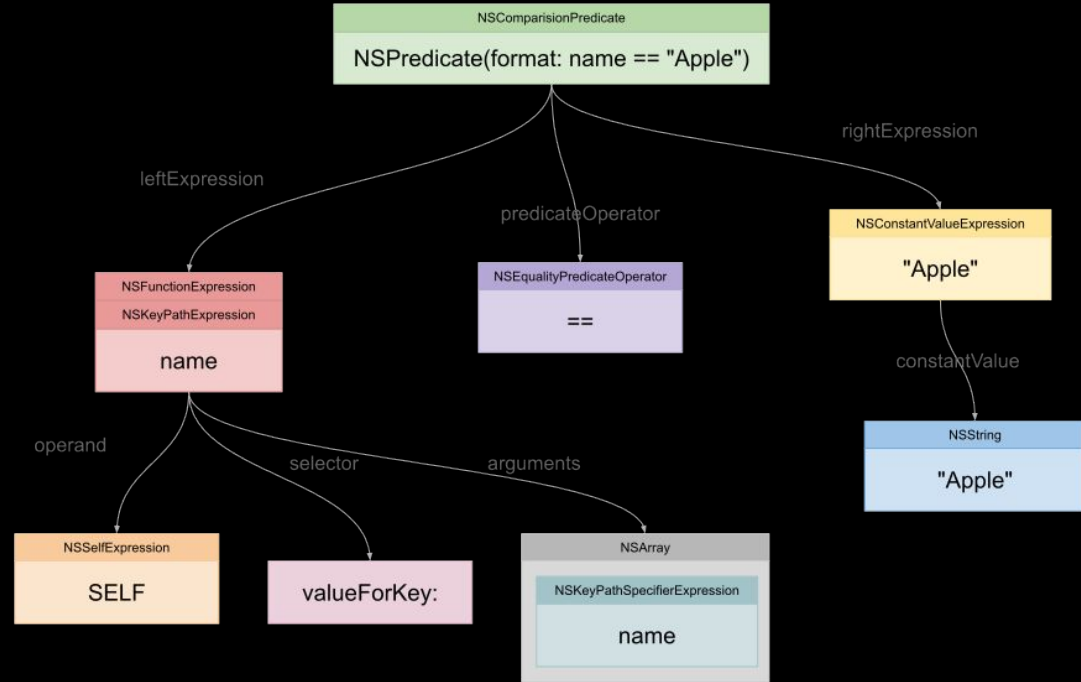 NSComparisionPredicate
NSPredicate(format: name == "Apple")
rightExpression
leftExpression
predicateOperator
NSConstantValueExpression
"Apple"
NSFunctionExpression
NSKeyPathExpression
name
NSEqualityPredicateOperator
==
constantValue
NSString
"Apple"
operand
selector
arguments
NSSelfExpression
SELF
valueForKey:
NSArray
NSKeyPathSpecifierExpression
name